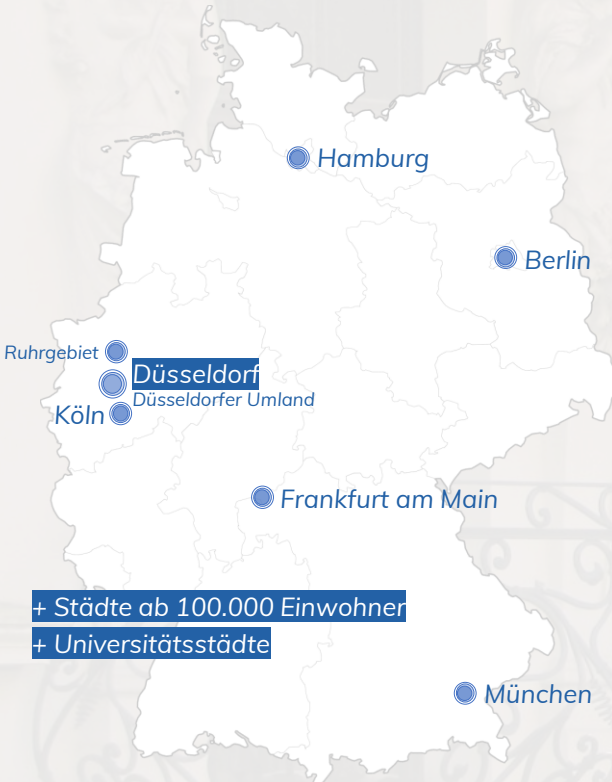 Hamburg
Berlin
Ruhrgebiet
Düsseldorf
Düsseldorfer Umland
Köln
Frankfurt am Main
+ Städte ab 100.000 Einwohner
+ Universitätsstädte
München